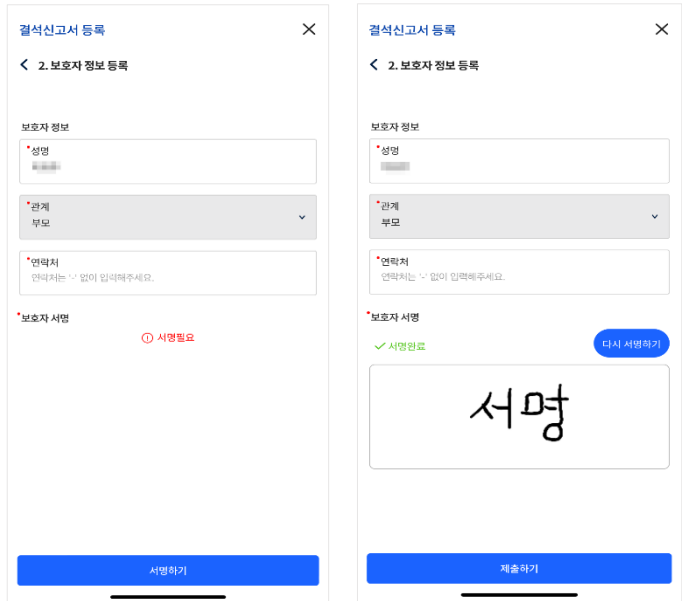 결석신고서 등록
2. 보호자 정보 등록
보호자 정보
*성명
*관계
부모
*연락처
연락처는 '-' 없이 입력해주세요.
*보호자 서명
서명필요
서명하기
결석신고서 등록
2. 보호자 정보 등록
보호자 정보
*성명
*관계
부모
*연락처
연락처는 '-' 없이 입력해주세요.
*보호자 서명
서명완료
다시 서명하기
서명
제출하기